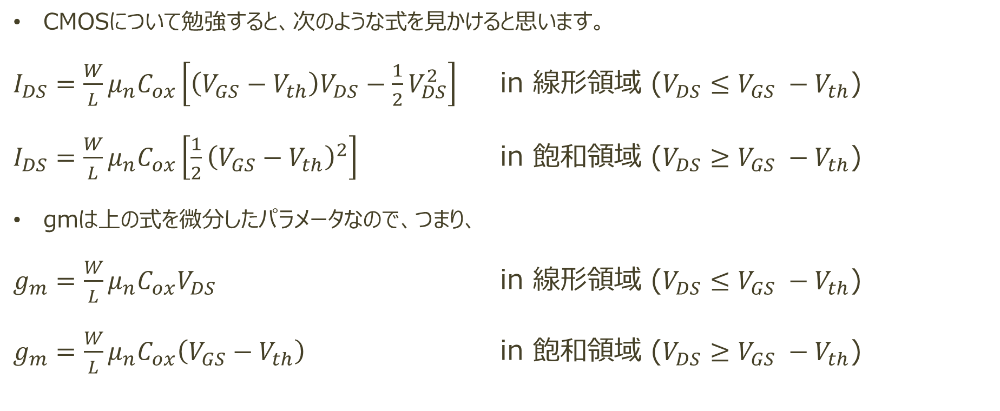 • CMOSについて勉強すると、次のような式を見かけると思います。
$I_{DS} = \frac{W}{L} \mu_n C_{ox} \left[ (V_{GS} - V_{th}) V_{DS} - \frac{1}{2} V_{DS}^2 \right]$ in 線形領域 ($V_{DS} \leq V_{GS} - V_{th}$)
$I_{DS} = \frac{W}{L} \mu_n C_{ox} \left[ \frac{1}{2} (V_{GS} - V_{th})^2 \right]$ in 飽和領域 ($V_{DS} \geq V_{GS} - V_{th}$)
• gmは上の式を微分したパラメータなので、つまり、
$g_m = \frac{W}{L} \mu_n C_{ox} V_{DS}$ in 線形領域 ($V_{DS} \leq V_{GS} - V_{th}$)
$g_m = \frac{W}{L} \mu_n C_{ox} (V_{GS} - V_{th})$ in 飽和領域 ($V_{DS} \geq V_{GS} - V_{th}$)